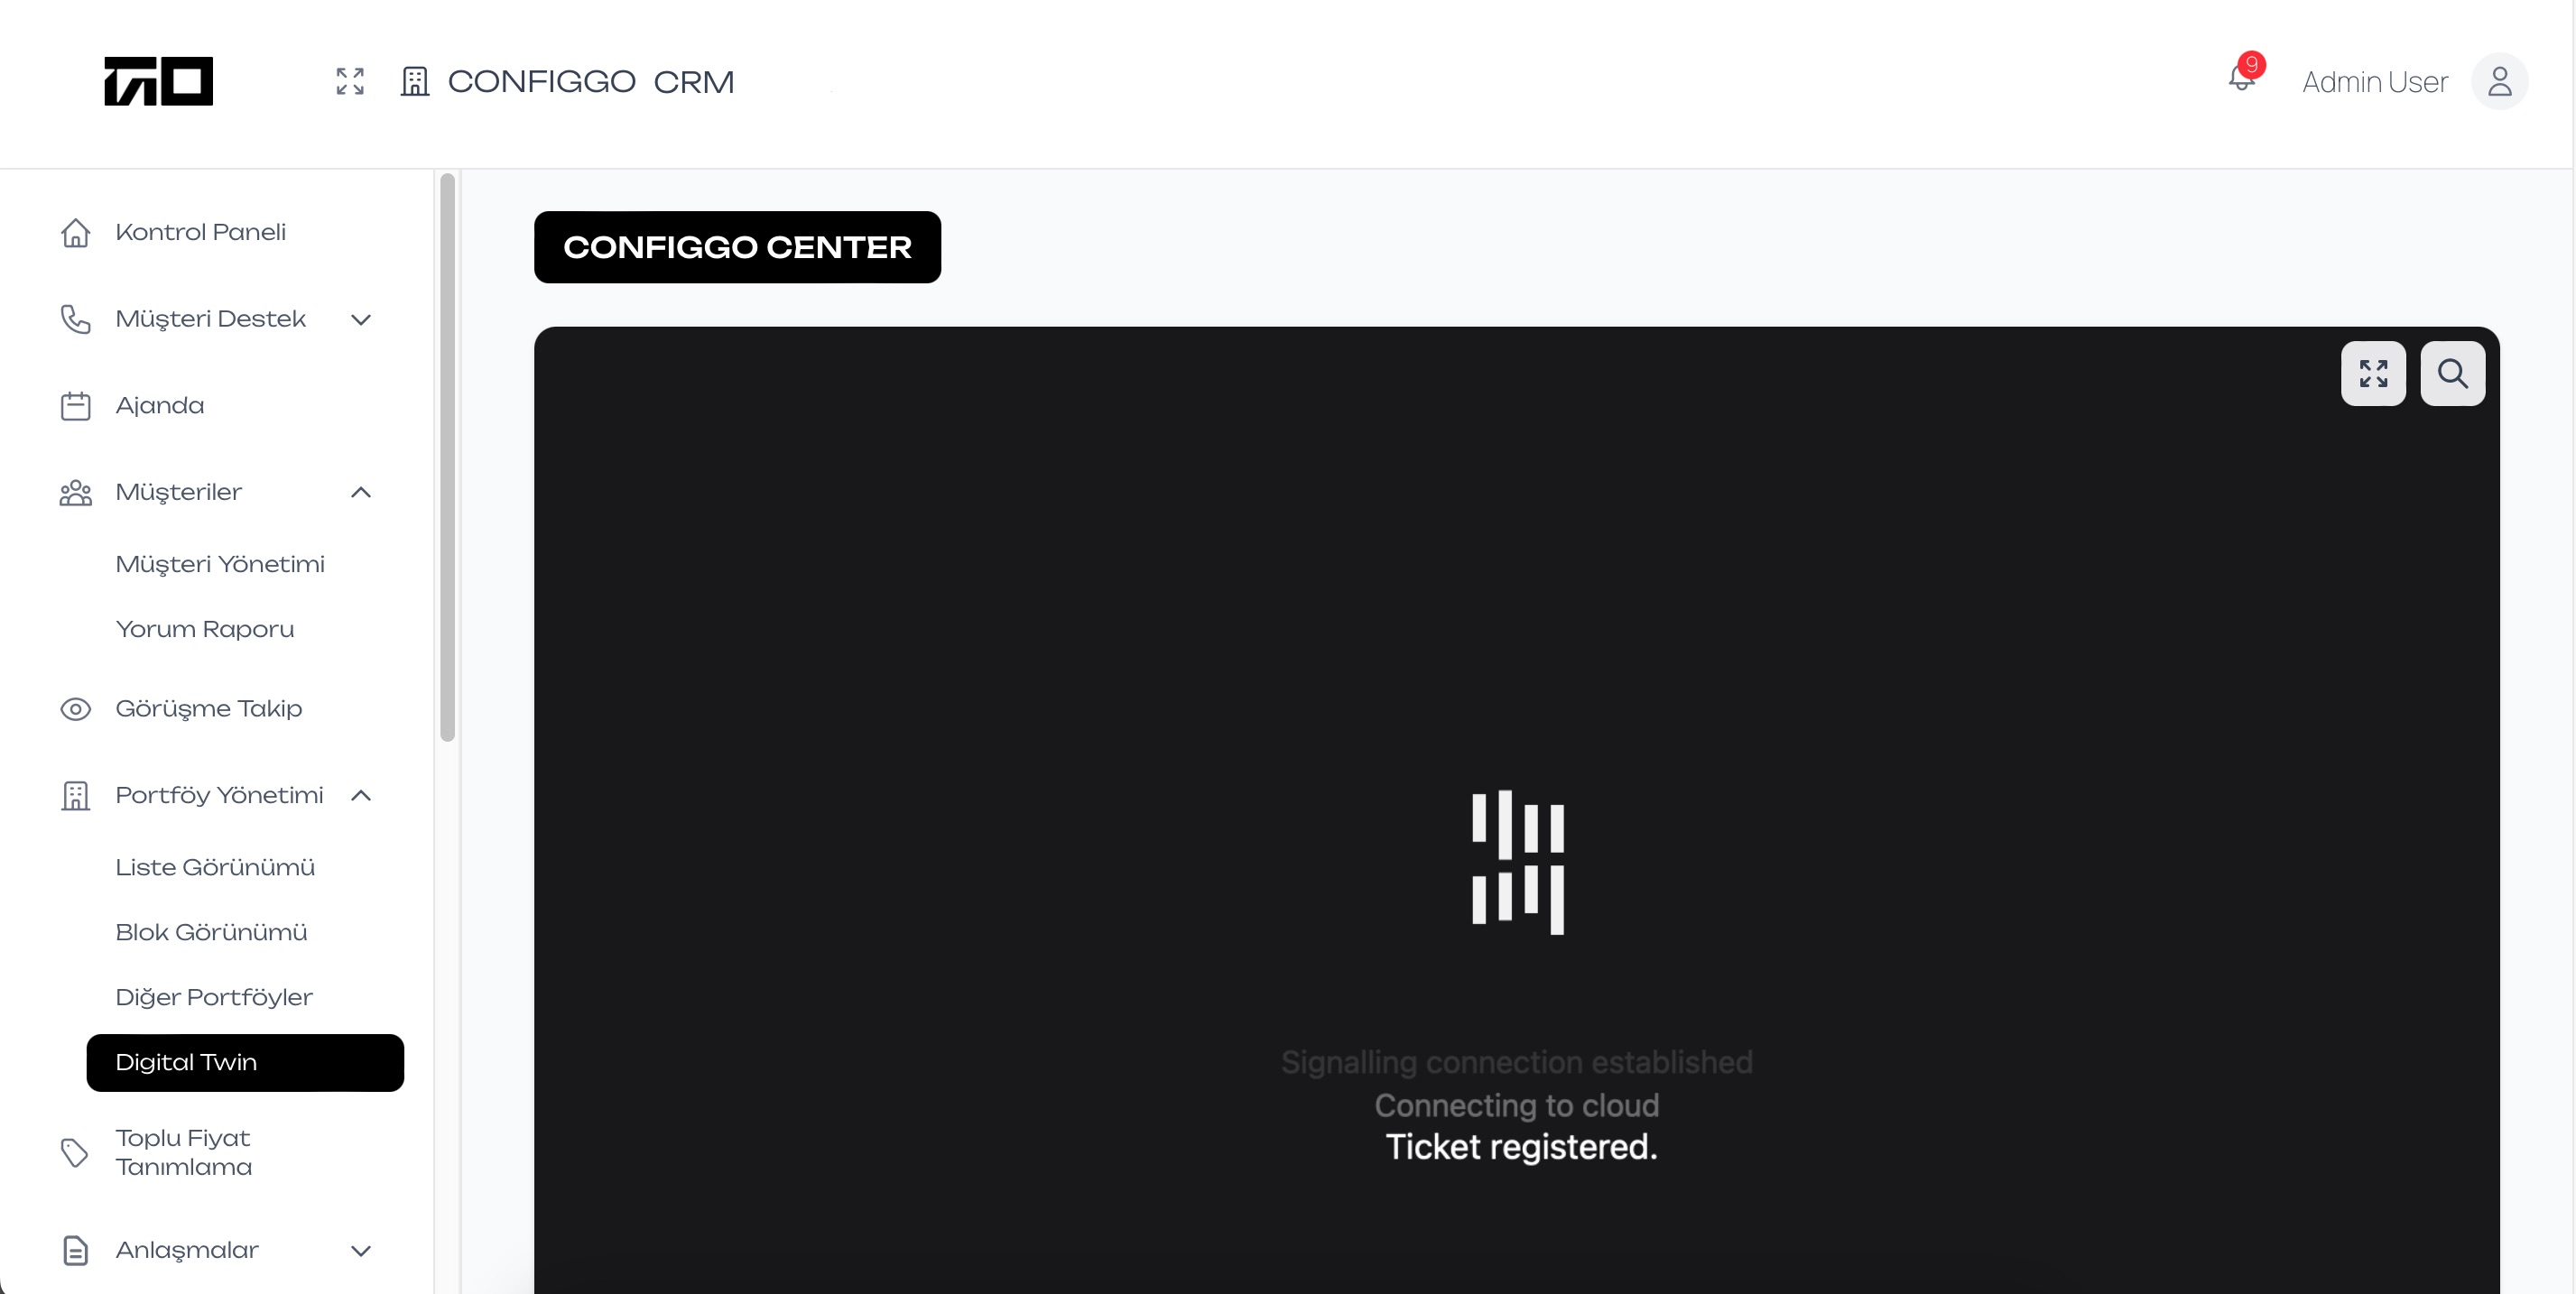 CONFIGGO CRM
9
Admin User
Kontrol Paneli
Müşteri Destek
Ajanda
Müşteriler
Müşteri Yönetimi
Yorum Raporu
Görüşme Takip
Portföy Yönetimi
Liste Görünümü
Blok Görünümü
Diğer Portföyler
Digital Twin
Toplu Fiyat
Tanımlama
Anlaşmalar
CONFIGGO CENTER
Signalling connection established
Connecting to cloud
Ticket registered.